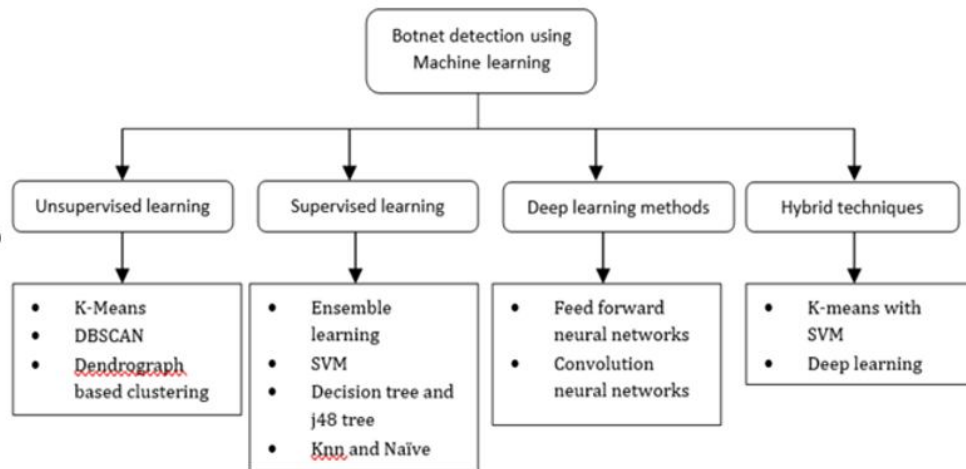 Botnet detection using
Machine learning
Unsupervised learning
Supervised learning
Deep learning methods
Hybrid techniques
• K-Means
• DBSCAN
• Dendrograph
based clustering
• Ensemble
learning
• SVM
• Decision tree and
j48 tree
• Knn and Naïve
• Feed forward
neural networks
• Convolution
neural networks
• K-means with
SVM
• Deep learning